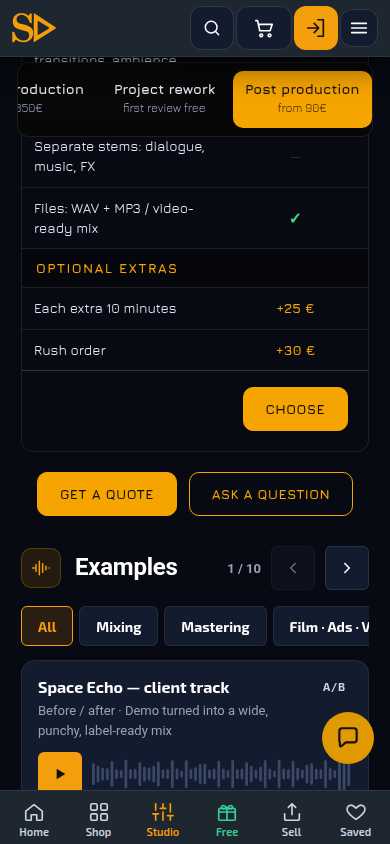 S
transitions, ambience
roduction
350€
Project rework
first review free
Post production
from 90€
Separate stems: dialogue,
music, FX
—
Files: WAV + MP3 / video-
ready mix
✓
OPTIONAL EXTRAS
Each extra 10 minutes
+25 €
Rush order
+30 €
CHOOSE
GET A QUOTE
ASK A QUESTION
Examples
1 / 10
All
Mixing
Mastering
Film · Ads · V
Space Echo — client track
A/B
Before / after · Demo turned into a wide,
punchy, label-ready mix
Home
Shop
Studio
Free
Sell
Saved